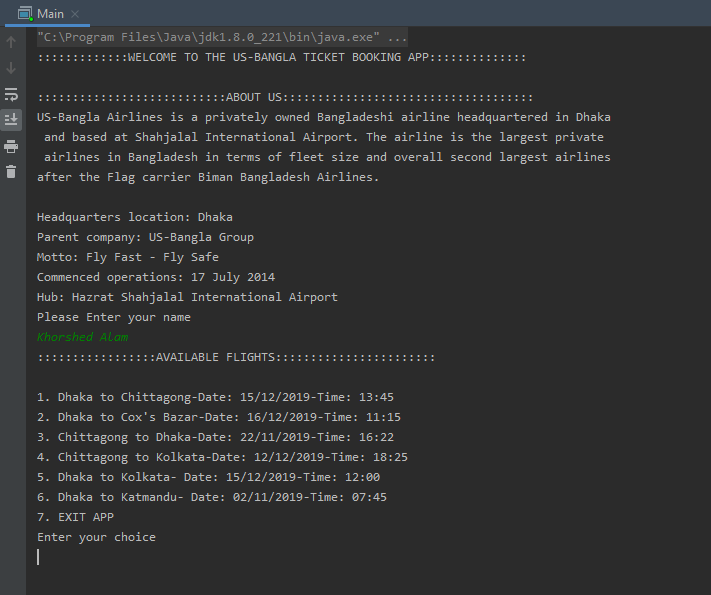 Main
"C:\Program Files\Java\jdk1.8.0_221\bin\java.exe" ...
:::::::::::::WELCOME TO THE US-BANGLA TICKET BOOKING APP::::::::::::::
:::::::::::::::::::::::::::ABOUT US::::::::::::::::::::::::::::::::::::
US-Bangla Airlines is a privately owned Bangladeshi airline headquartered in Dhaka
and based at Shahjalal International Airport. The airline is the largest private
airlines in Bangladesh in terms of fleet size and overall second largest airlines
after the Flag carrier Biman Bangladesh Airlines.
Headquarters location: Dhaka
Parent company: US-Bangla Group
Motto: Fly Fast - Fly Safe
Commenced operations: 17 July 2014
Hub: Hazrat Shahjalal International Airport
Please Enter your name
Khorshed Alam
:::::::::::::::::AVAILABLE FLIGHTS:::::::::::::::::::::::
1. Dhaka to Chittagong-Date: 15/12/2019-Time: 13:45
2. Dhaka to Cox's Bazar-Date: 16/12/2019-Time: 11:15
3. Chittagong to Dhaka-Date: 22/11/2019-Time: 16:22
4. Chittagong to Kolkata-Date: 12/12/2019-Time: 18:25
5. Dhaka to Kolkata- Date: 15/12/2019-Time: 12:00
6. Dhaka to Katmandu- Date: 02/11/2019-Time: 07:45
7. EXIT APP
Enter your choice